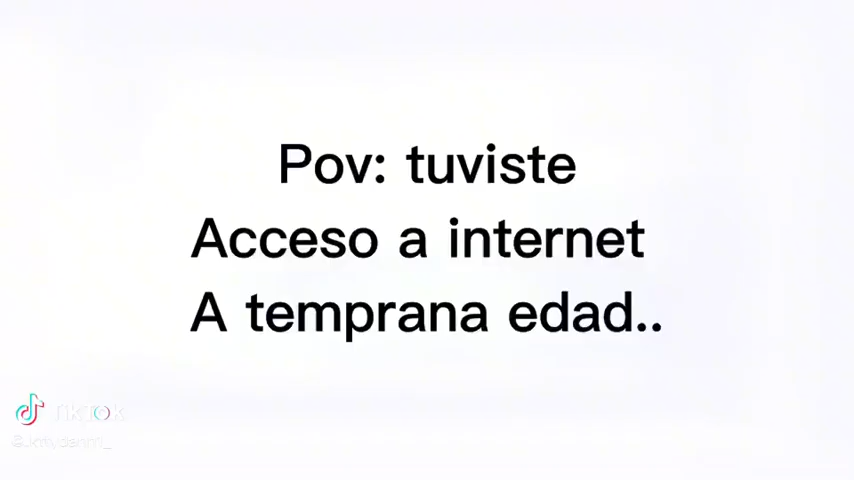 Pov: tuviste
Acceso a internet
A temprana edad..
TikTok